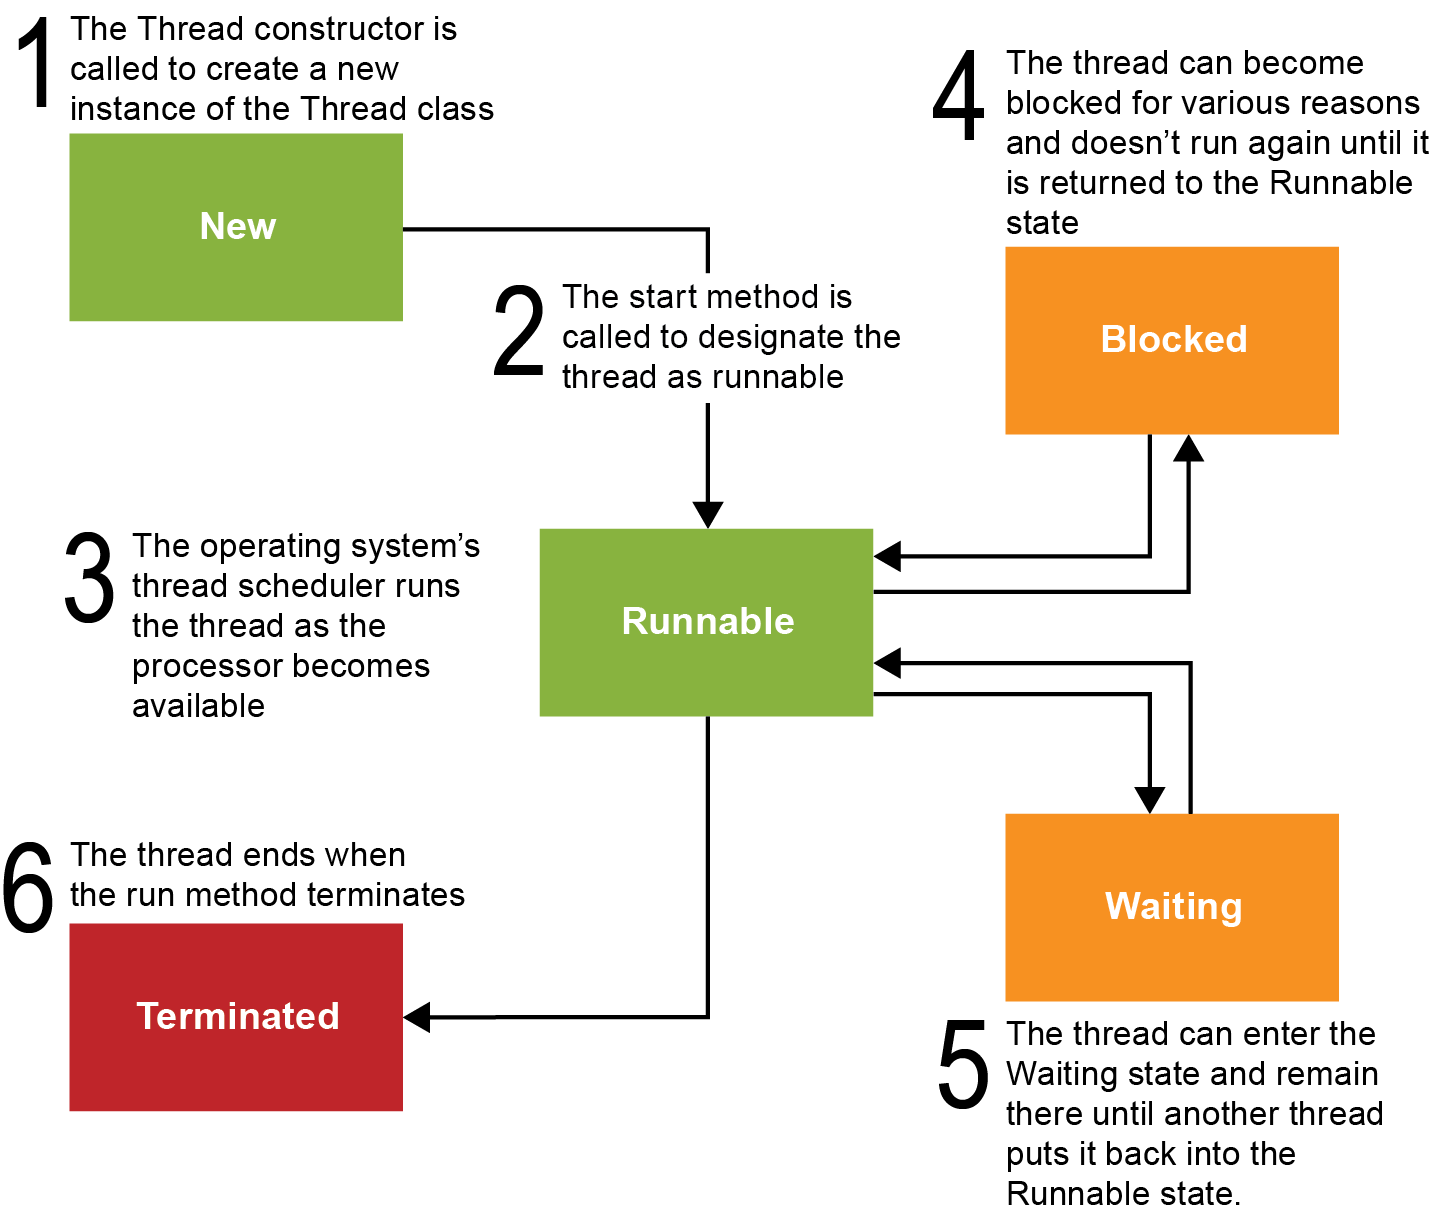 1
The Thread constructor is
called to create a new
instance of the Thread class
New
2
The start method is
called to designate the
thread as runnable
3
The operating system’s
thread scheduler runs
the thread as the
processor becomes
available
Runnable
4
The thread can become
blocked for various reasons
and doesn’t run again until it
is returned to the Runnable
state
Blocked
Waiting
5
The thread can enter the
Waiting state and remain
there until another thread
puts it back into the
Runnable state.
6
The thread ends when
the run method terminates
Terminated